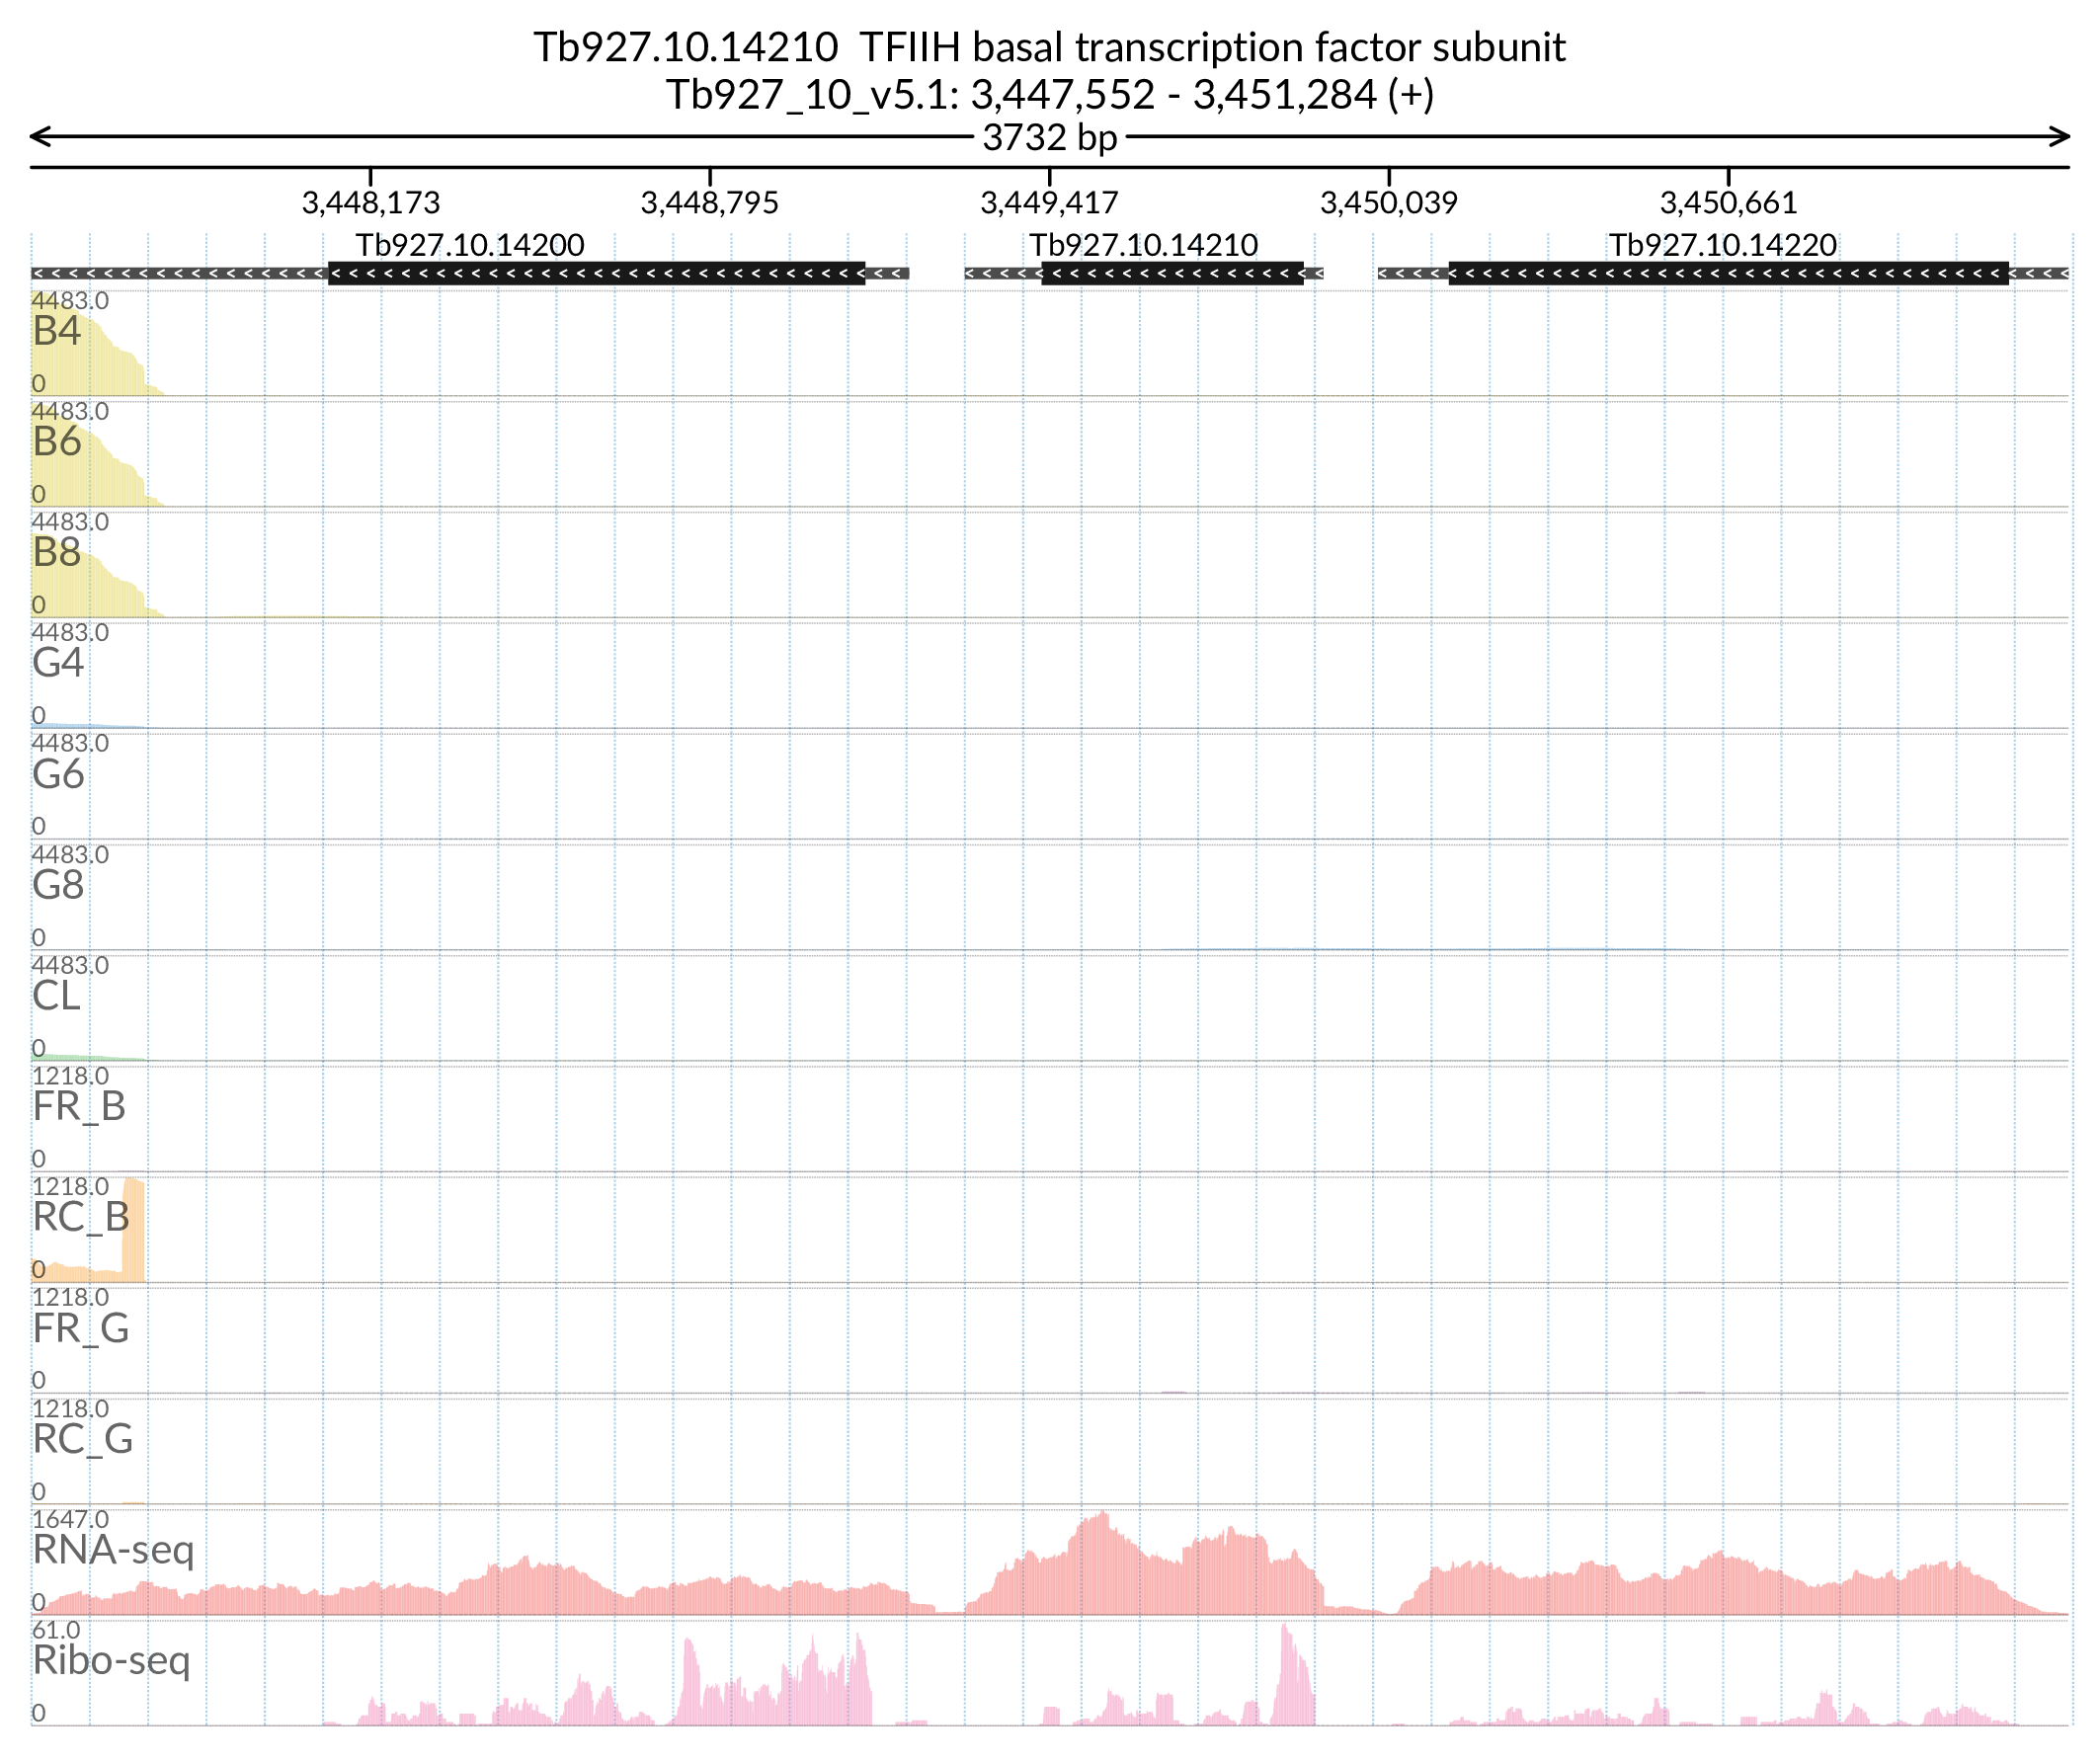 Tb927.10.14210 TFIIH basal transcription factor subunit
Tb927_10_v5.1: 3,447,552 - 3,451,284 (+)
3732 bp
3,448,173 3,448,795 3,449,417 3,450,039 3,450,661
Tb927.10.14200 Tb927.10.14210 Tb927.10.14220
4483.0
B4
0
4483.0
B6
0
4483.0
B8
0
4483.0
G4
0
4483.0
G6
0
4483.0
G8
0
4483.0
CL
0
1218.0
FR_B
0
1218.0
RC_B
0
1218.0
FR_G
0
1218.0
RC_G
0
1647.0
RNA-seq
0
61.0
Ribo-seq
0